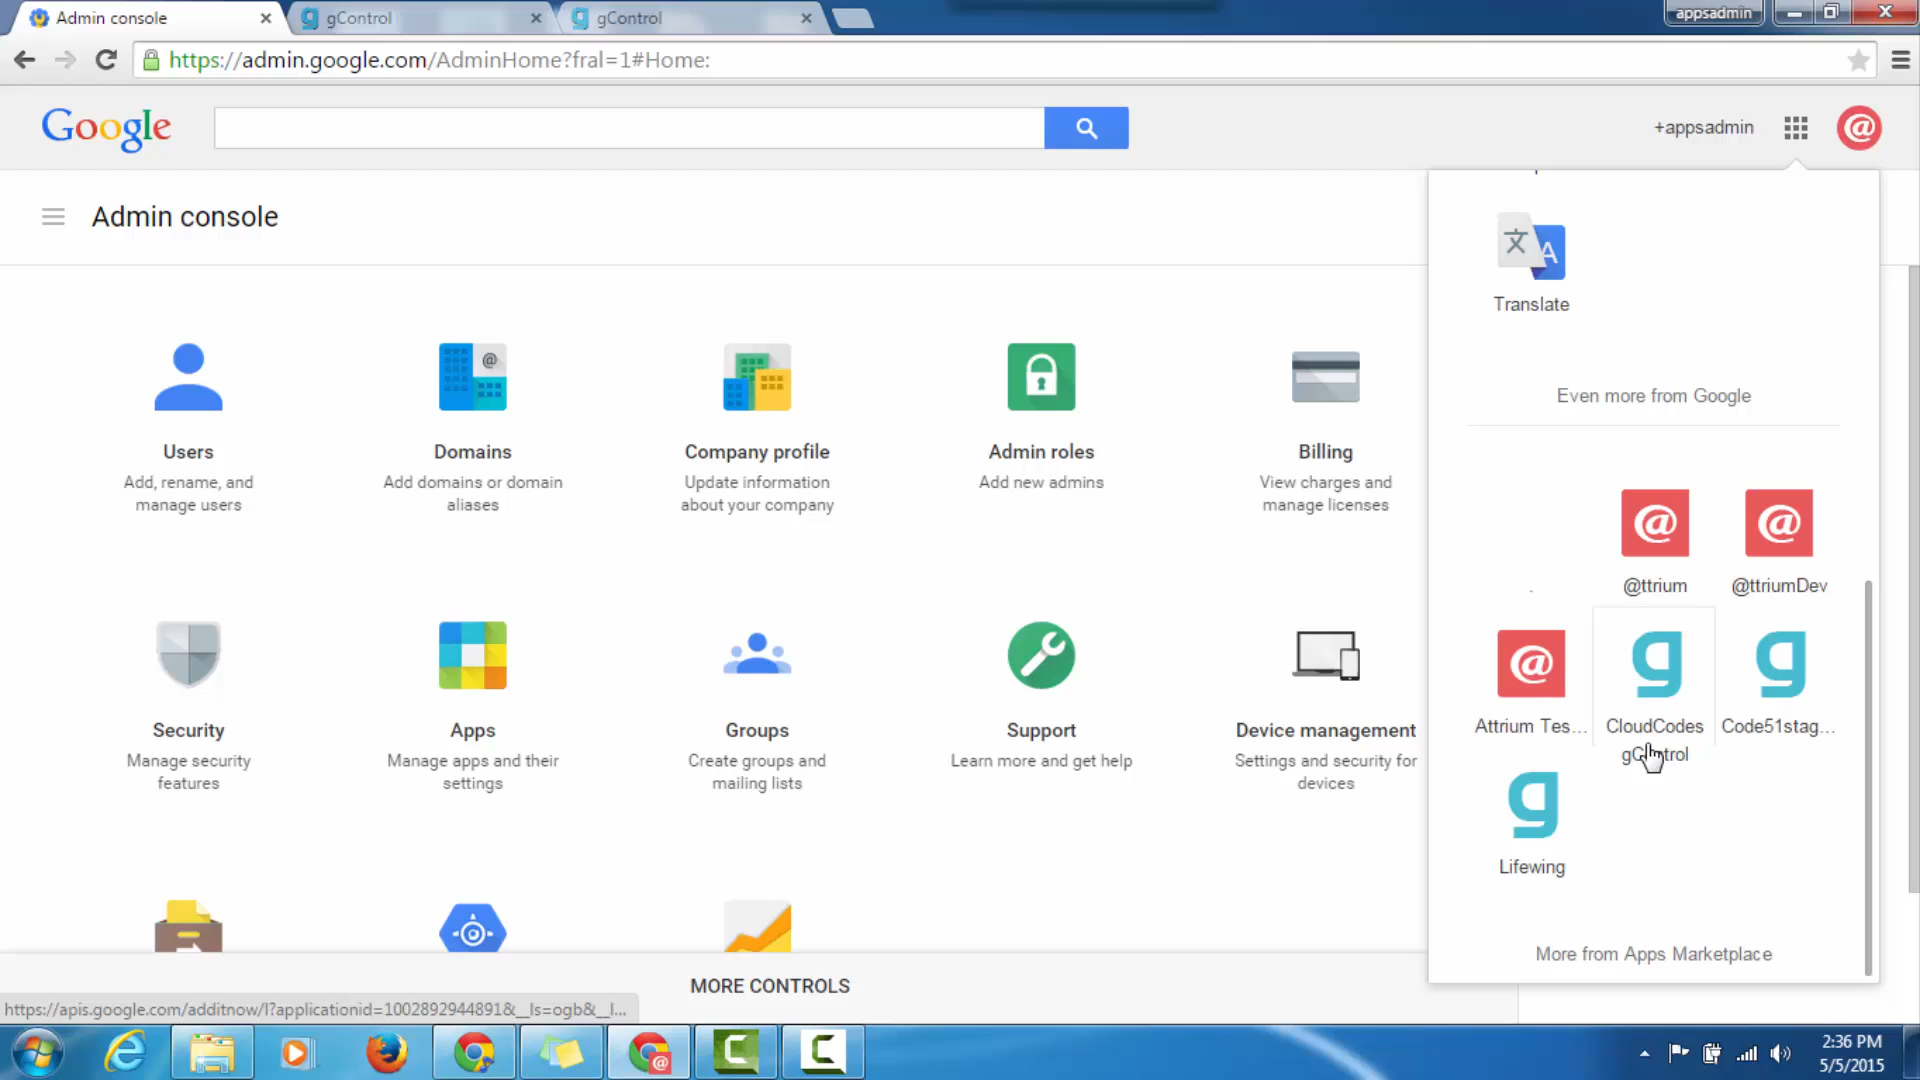 Admin console
gControl
gControl
appsadmin
https://admin.google.com/AdminHome?fral=1#Home:
Google
+appsadmin
@
Admin console
Translate
Even more from Google
@ttrium
@ttriumDev
Attrium Tes...
CloudCodes
Code51stag...
Lifewing
More from Apps Marketplace
Users
Add, rename, and
manage users
Domains
Add domains or domain
aliases
Company profile
Update information
about your company
Admin roles
Add new admins
Billing
View charges and
manage licenses
Security
Manage security
features
Apps
Manage apps and their
settings
Groups
Create groups and
mailing lists
Support
Learn more and get help
Device management
Settings and security for
devices
MORE CONTROLS
https://apis.google.com/additnow/l?applicationid=1002892944891&__ls=ogb&__l...
2:36 PM
5/5/2015